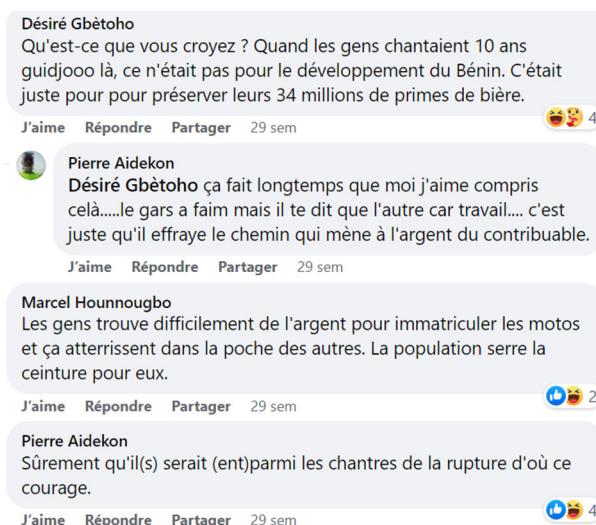 Désiré Gbètoho
Qu'est-ce que vous croyez ? Quand les gens chantaient 10 ans
guidjooo là, ce n'était pas pour le développement du Bénin. C'était
juste pour pour préserver leurs 34 millions de primes de bière.
J'aime Répondre Partager 29 sem
4
Pierre Aidekon
Désiré Gbètoho ça fait longtemps que moi j'aime compris
celà.....le gars a faim mais il te dit que l'autre car travail.... c'est
juste qu'il effraye le chemin qui mène à l'argent du contribuable.
J'aime Répondre Partager 29 sem
Marcel Hounnougbo
Les gens trouve difficilement de l'argent pour immatriculer les motos
et ça atterrissent dans la poche des autres. La population serre la
ceinture pour eux.
J'aime Répondre Partager 29 sem
2
Pierre Aidekon
Sûrement qu'il(s) serait (ent)parmi les chantres de la rupture d'où ce
courage.
J'aime Répondre Partager 29 sem
4